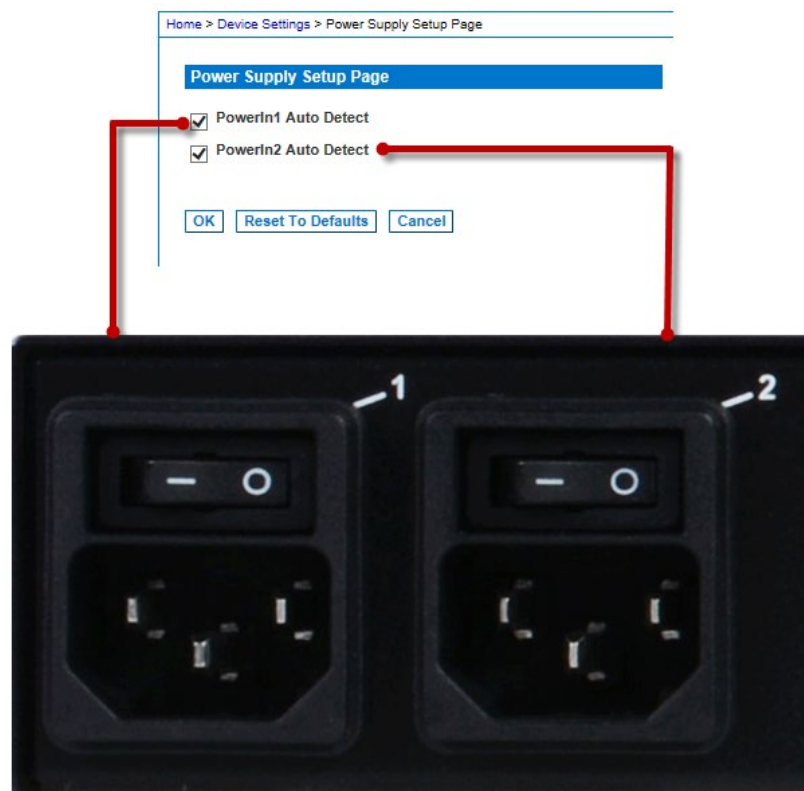 Home > Device Settings > Power Supply Setup Page
Power Supply Setup Page
PowerIn1 Auto Detect
PowerIn2 Auto Detect
OK Reset To Defaults Cancel
1 2